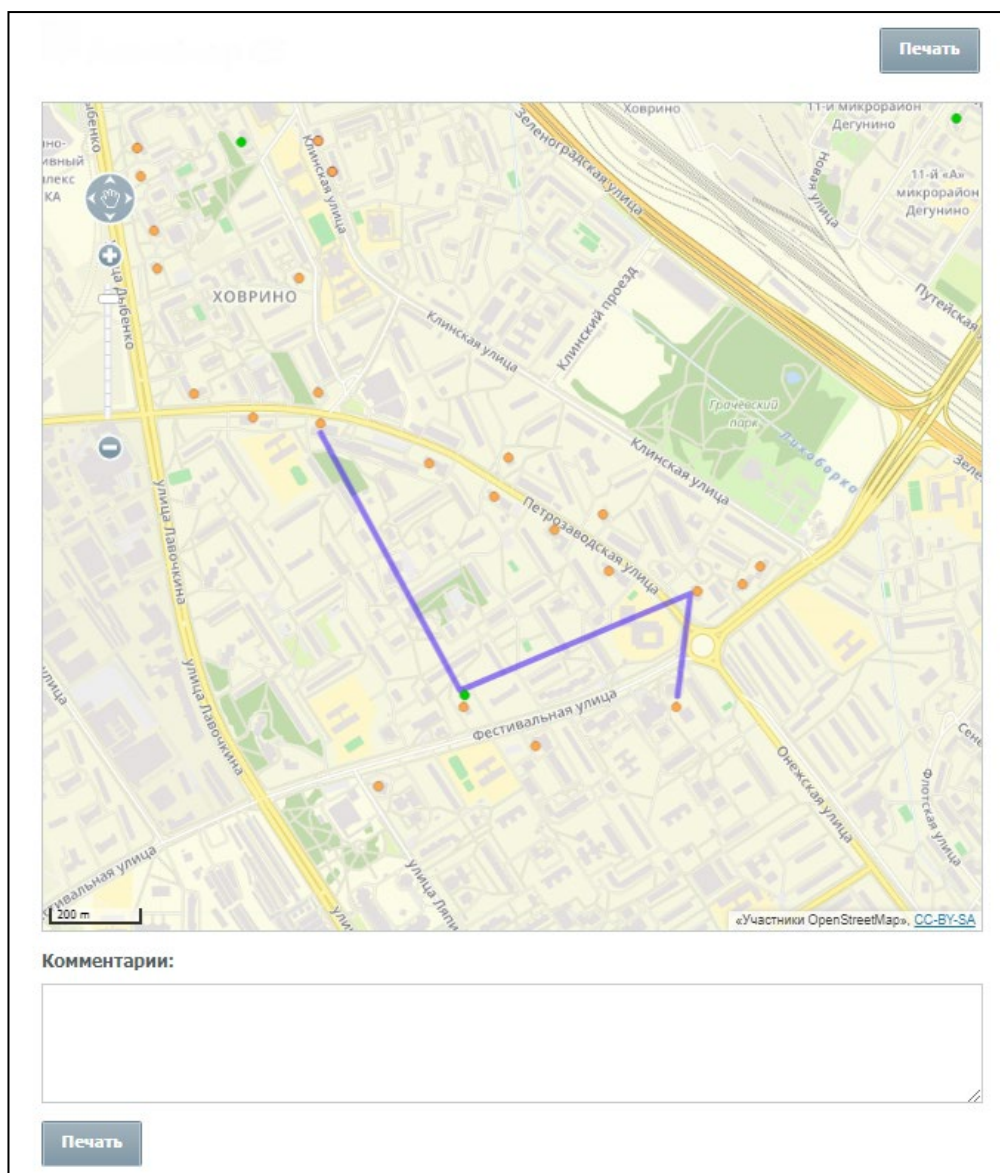 Печать
Ховрино
11-й микрорайон
Дегунино
Зеленоградская улица
Клинская улица
Новая улица
11-й «А»
микрорайон
Дегунино
КА
ХОВРИНО
Клинский проезд
Путейская
Клинская улица
Грачёвский
парк
Лихоборка
Клинская улица
улица Лавочкина
Петрозаводская улица
улица Лавочкина
Фестивальная улица
Онежская улица
Флотская улица
200 m
«Участники OpenStreetMap», CC-BY-SA
Комментарии:
Печать